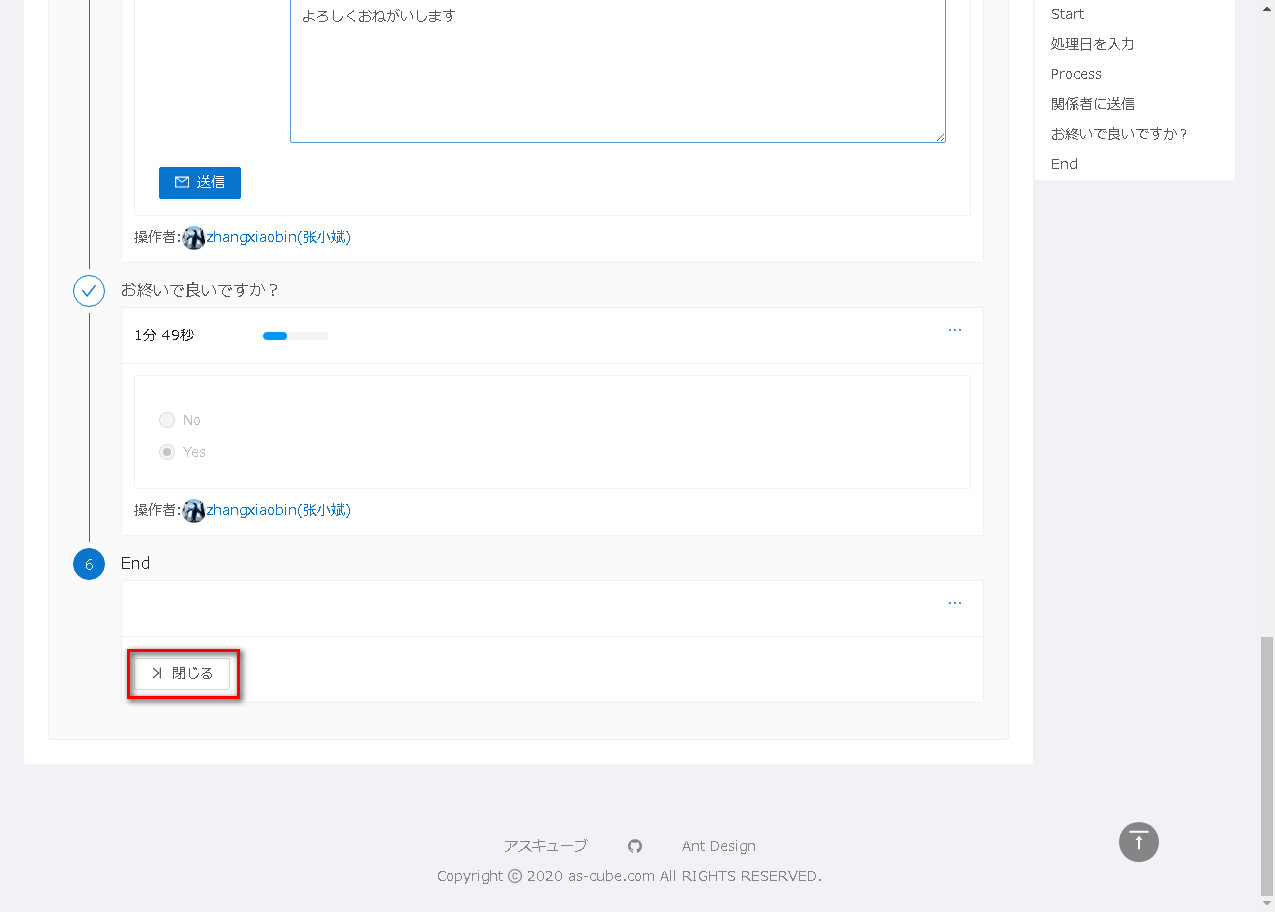 よろしくおねがいします
送信
操作者:zhangxiaobin(张小斌)
お終いで良いですか？
1分 49秒
No
Yes
操作者:zhangxiaobin(张小斌)
6 End
閉じる
Start
処理日を入力
Process
関係者に送信
お終いで良いですか？
End
アスキューブ Ant Design
Copyright © 2020 as-cube.com All RIGHTS RESERVED.